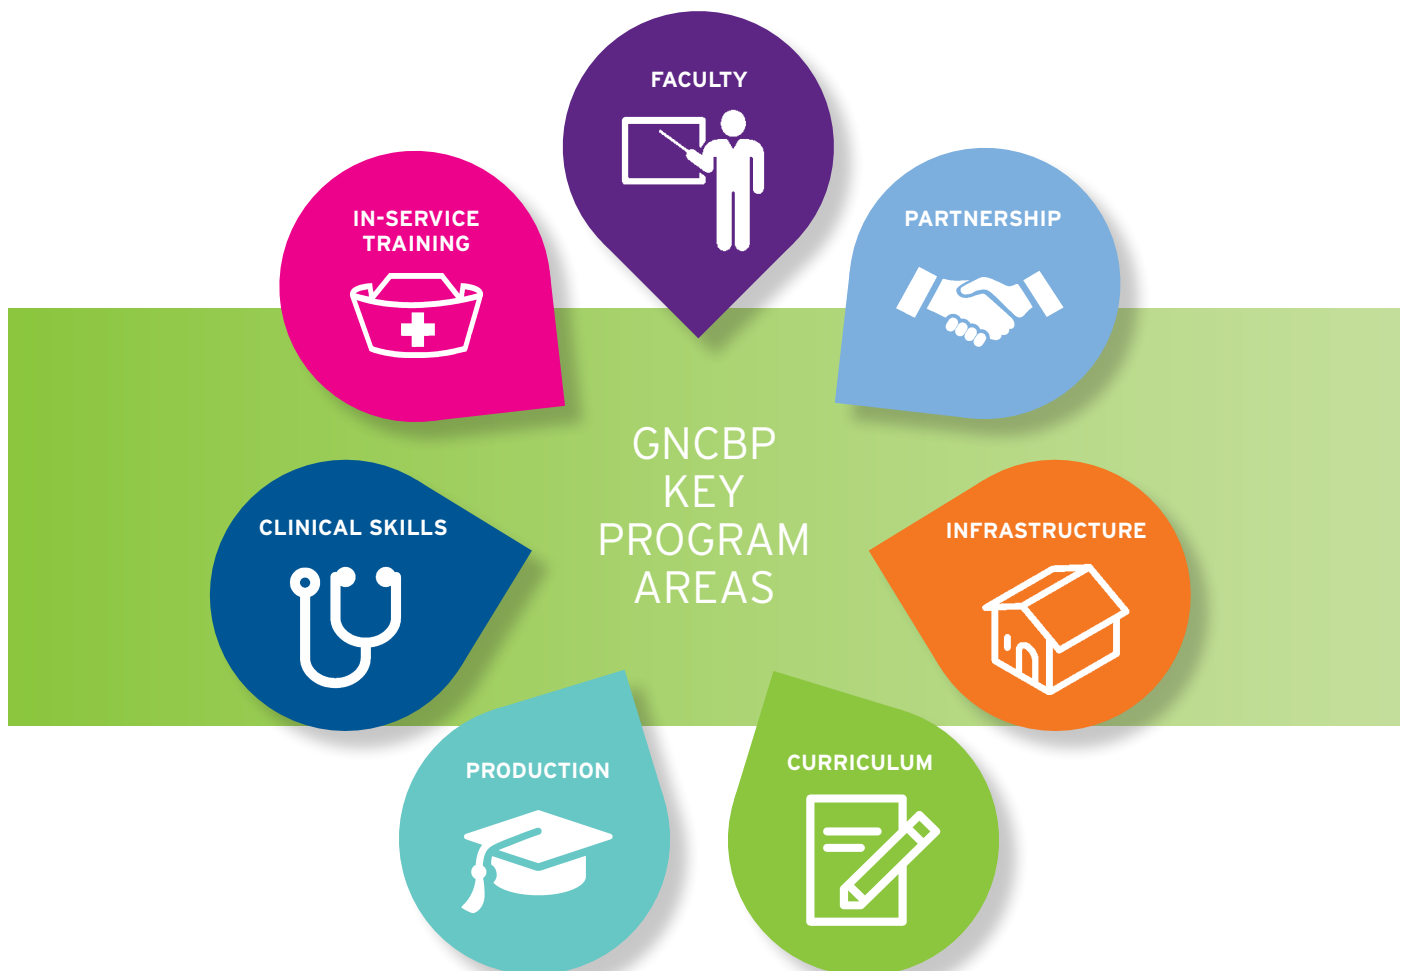 FACULTY
IN-SERVICE
TRAINING
PARTNERSHIP
GNCBP
KEY
PROGRAM
AREAS
CLINICAL SKILLS
INFRASTRUCTURE
PRODUCTION
CURRICULUM